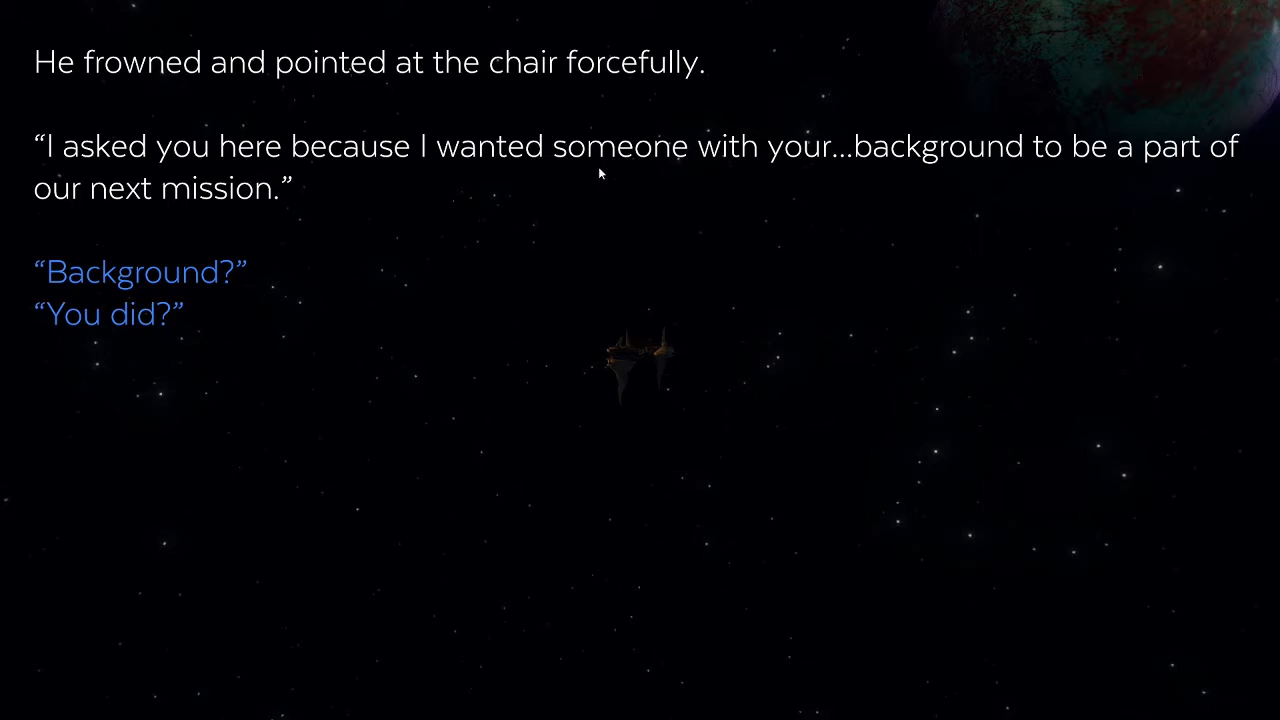 He frowned and pointed at the chair forcefully.
“I asked you here because I wanted someone with your...background to be a part of
our next mission.”
“Background?”
“You did?”